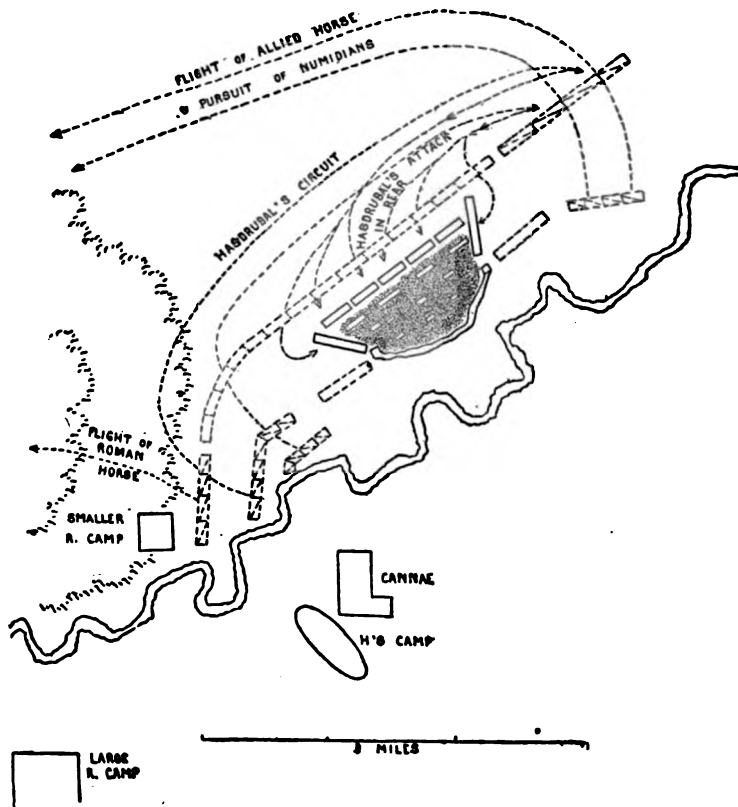 FLIGHT OF ALLIED HORSE
PURSUIT OF NUMIDIANS
HASDRUBAL'S CIRCUIT
HASDRUBAL'S ATTACK
IN REAR
FLIGHT OF
ROMAN
HORSE
SMALLER
R. CAMP
CANNAE
H'S CAMP
MILES
LARGE
R. CAMP